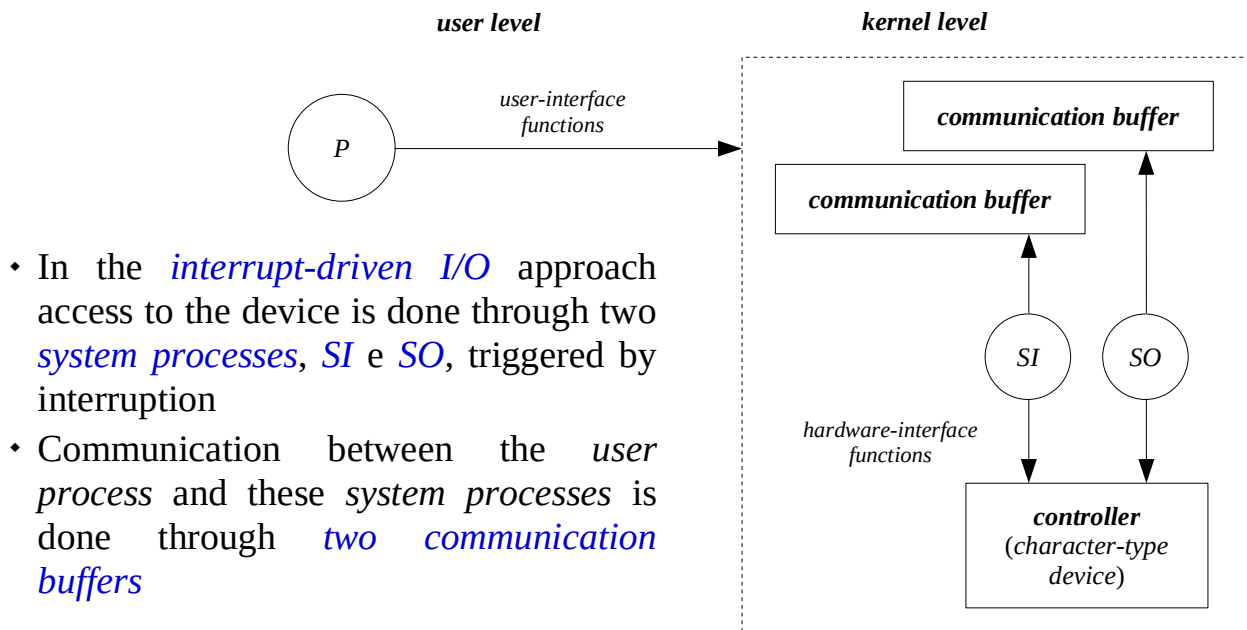 user level
kernel level
user-interface
functions
P
communication buffer
communication buffer
• In the interrupt-driven I/O approach
access to the device is done through two
system processes, SI e SO, triggered by
interruption
• Communication between the user
process and these system processes is
done through two communication
buffers
SI
SO
hardware-interface
functions
controller
(character-type
device)